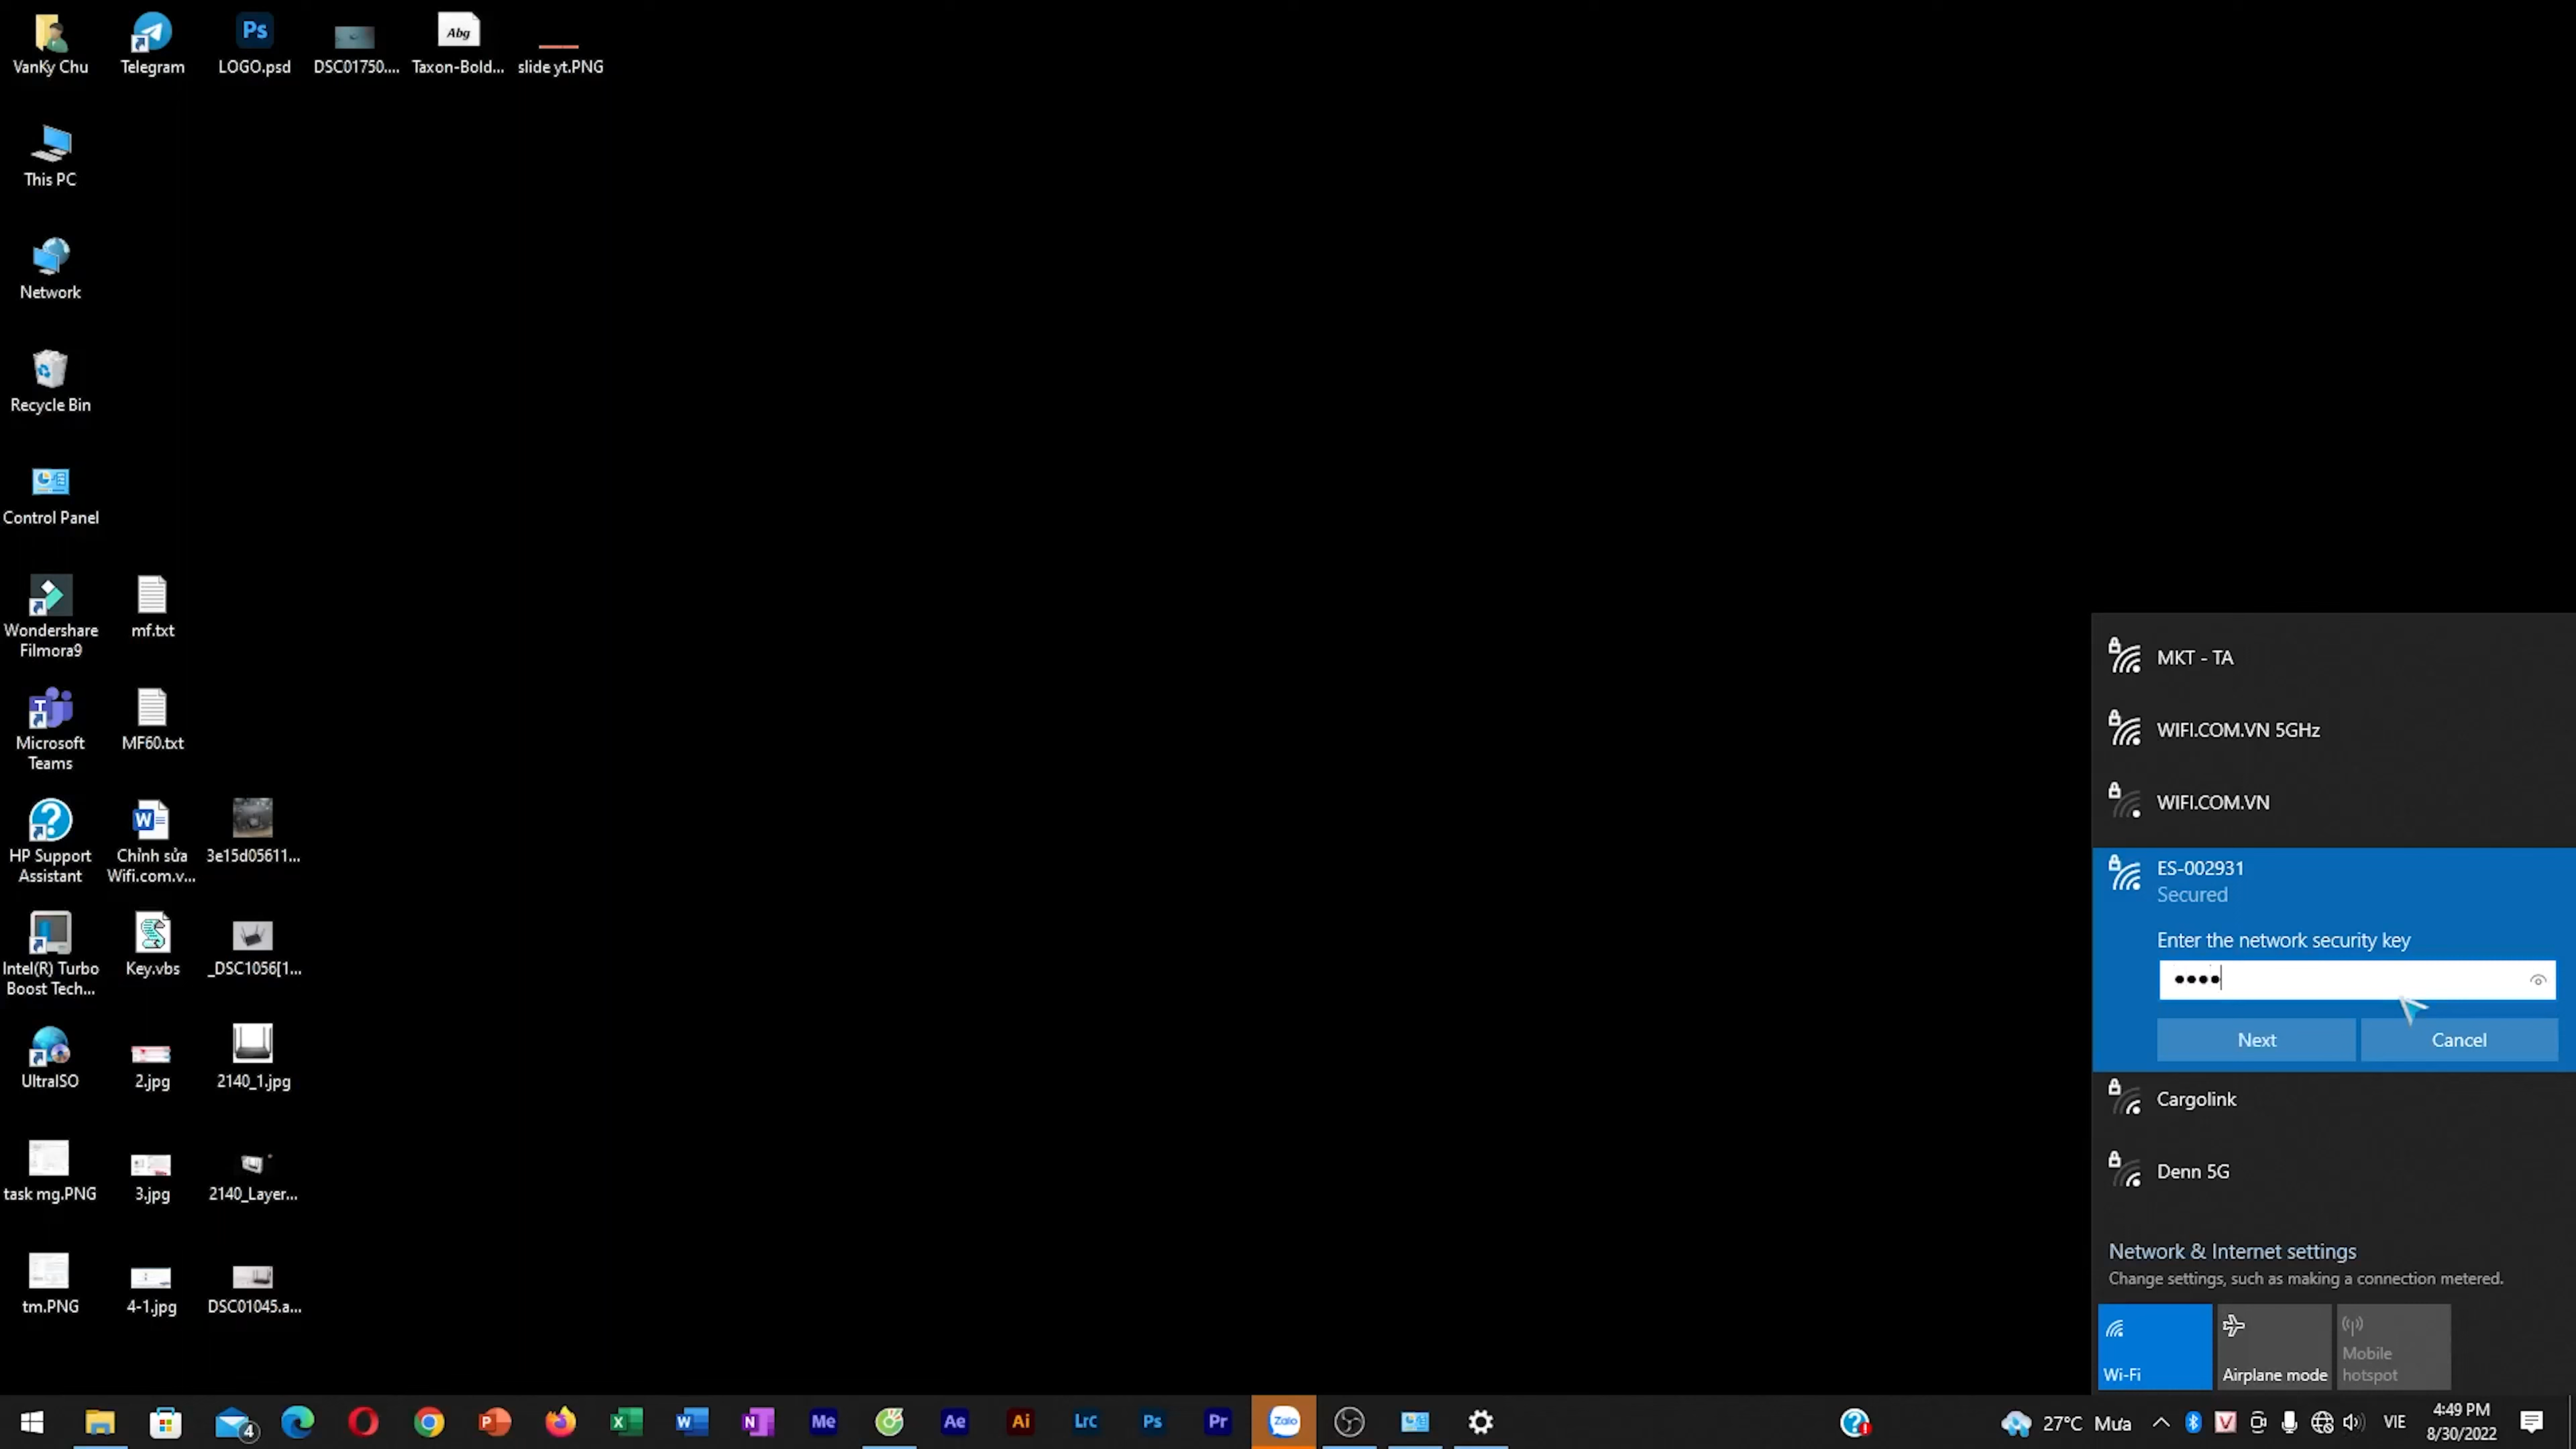 VanKy Chu
Telegram
LOGO.psd
DSC01750....
Taxon-Bold...
slide yt.PNG
Ps
Abg
This PC
Network
Recycle Bin
Control Panel
Wondershare
Filmora9
mf.txt
Microsoft
Teams
MF60.txt
HP Support
Assistant
Chỉnh sửa
Wifi.com.v...
3e15d05611...
Intel(R) Turbo
Boost Tech...
Key.vbs
_DSC1056[1...
UltraISO
2.jpg
2140_1.jpg
task mg.PNG
3.jpg
2140_Layer...
tm.PNG
4-1.jpg
DSC01045.a...
MKT - TA
WIFI.COM.VN 5GHz
WIFI.COM.VN
ES-002931
Secured
Enter the network security key
••••
Next
Cancel
Cargolink
Denn 5G
Network & Internet settings
Change settings, such as making a connection metered.
Wi-Fi
Airplane mode
Mobile
hotspot
4
Me
Ae
Ai
Lrc
Ps
Pr
Zalo
27°C Mưa
VIE
4:49 PM
8/30/2022